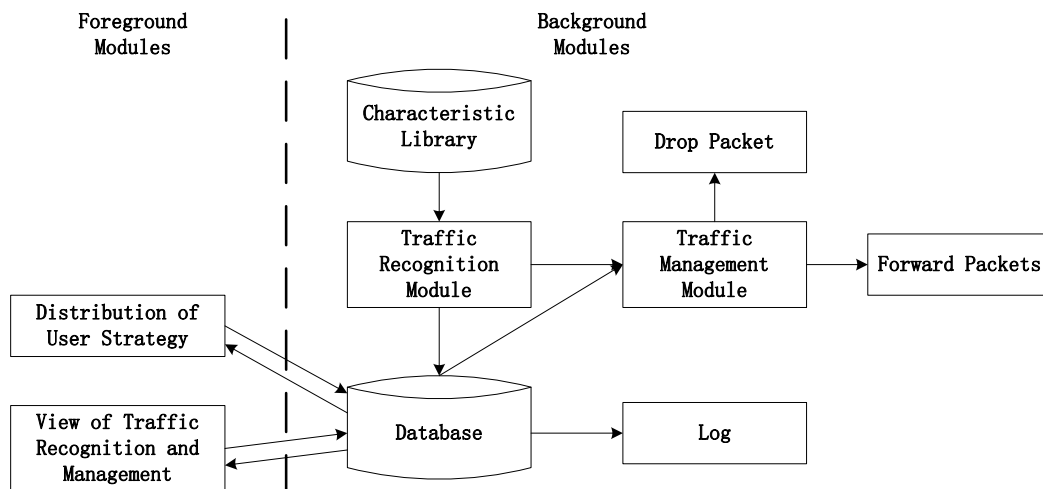 Foreground
Modules
Background
Modules
Characteristic
Library
Drop Packet
Traffic
Recognition
Module
Traffic
Management
Module
Forward Packets
Distribution of
User Strategy
View of Traffic
Recognition and
Management
Database
Log